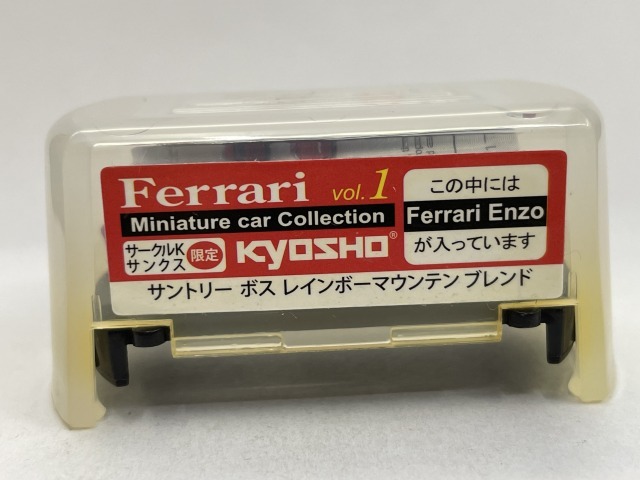 Ferrari vol.1
Miniature car Collection
サークルK
サンクス
限定
KYOSHO®
この中には
Ferrari Enzo
が入っています
サントリー ボス レインボーマウンテン ブレンド